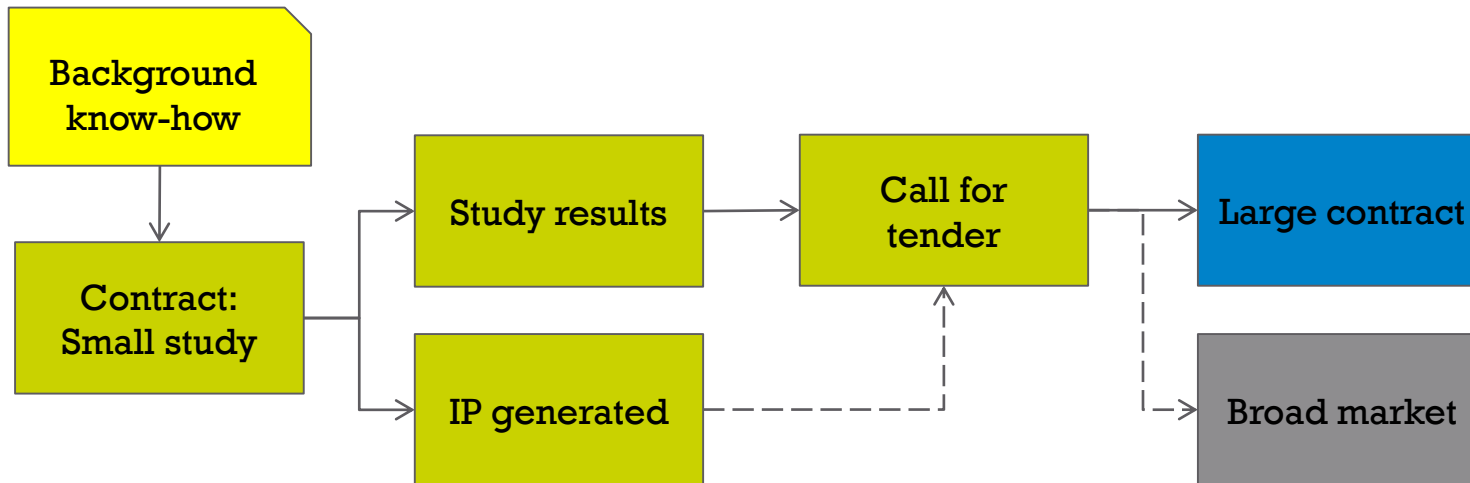 Background
know-how
Contract:
Small study
Study results
IP generated
Call for
tender
Large contract
Broad market